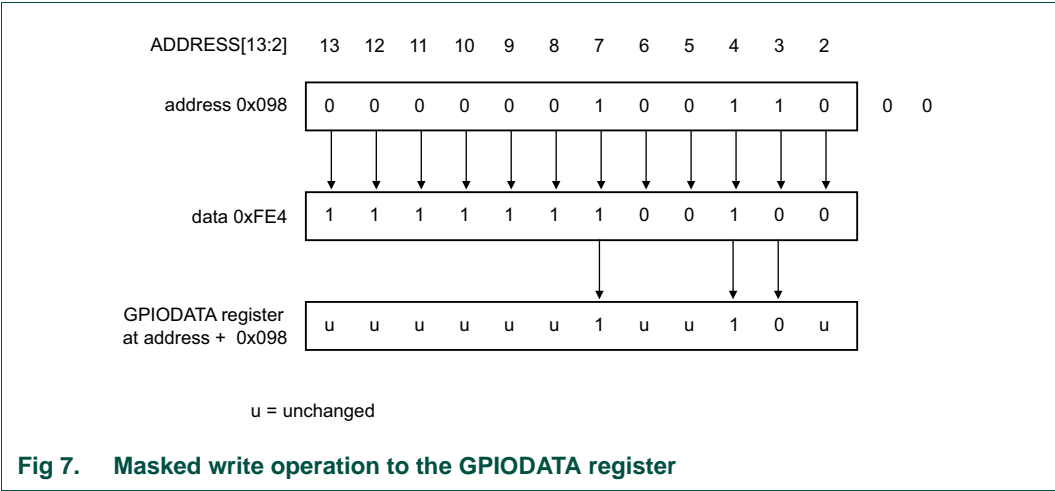 ADDRESS[13:2] 13 12 11 10 9 8 7 6 5 4 3 2
address 0x098 0 0 0 0 0 0 1 0 0 1 1 0 0 0
data 0xFE4 1 1 1 1 1 1 1 0 0 1 0 0
GPIODATA register
at address + 0x098 u u u u u u 1 u u 1 0 u
u = unchanged
Fig 7. Masked write operation to the GPIODATA register